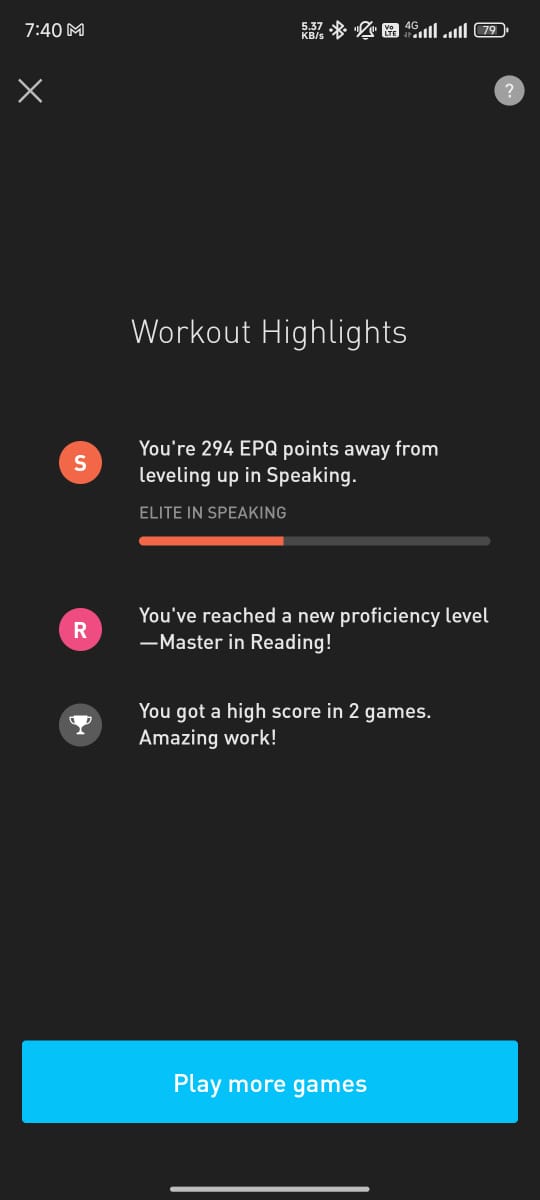 7:40
5.37
KB/s
Vo
LTE
4G
79
?
Workout Highlights
S
You're 294 EPQ points away from
leveling up in Speaking.
ELITE IN SPEAKING
R
You've reached a new proficiency level
—Master in Reading!
You got a high score in 2 games.
Amazing work!
Play more games